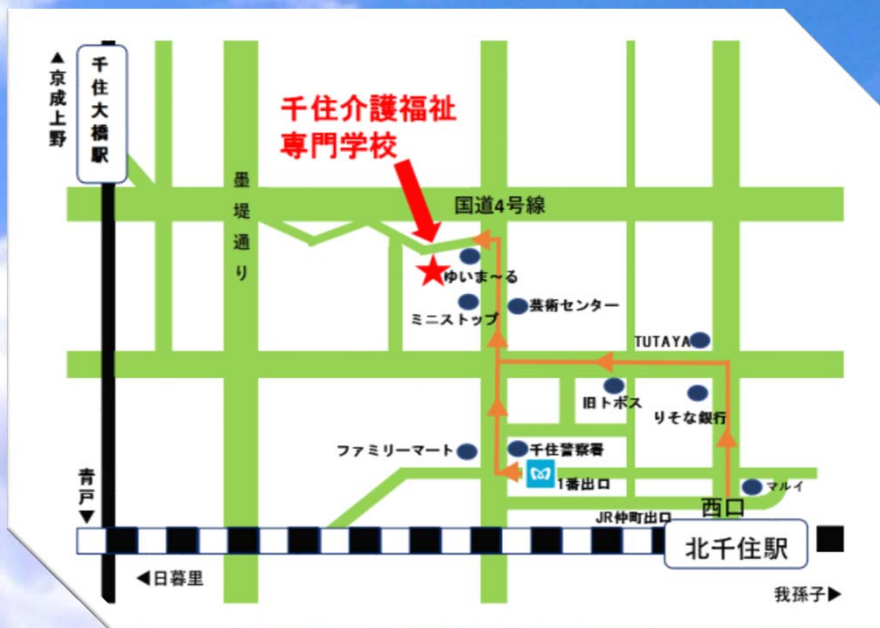 ▲京成上野
千住大橋駅
千住介護福祉
専門学校
墨堤通り
国道4号線
ゆいま～る
芸術センター
ミニストップ
TUTAYA
旧トポス
りそな銀行
ファミリーマート
千住警察署
1番出口
マルイ
青戸▼
西口
JR仲町出口
北千住駅
◀日暮里
我孫子▶